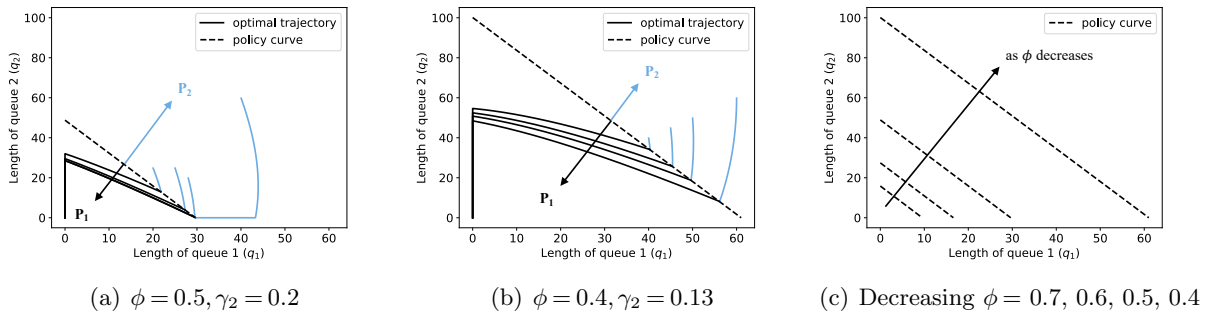 optimal trajectory
policy curve
P₂
P₁
Length of queue 2 (q₂)
100
80
60
40
20
0
0 10 20 30 40 50 60
Length of queue 1 (q₁)
(a) ϕ = 0.5, γ₂ = 0.2
optimal trajectory
policy curve
P₂
P₁
Length of queue 2 (q₂)
100
80
60
40
20
0
0 10 20 30 40 50 60
Length of queue 1 (q₁)
(b) ϕ = 0.4, γ₂ = 0.13
policy curve
as ϕ decreases
Length of queue 2 (q₂)
100
80
60
40
20
0
0 10 20 30 40 50 60
Length of queue 1 (q₁)
(c) Decreasing ϕ = 0.7, 0.6, 0.5, 0.4